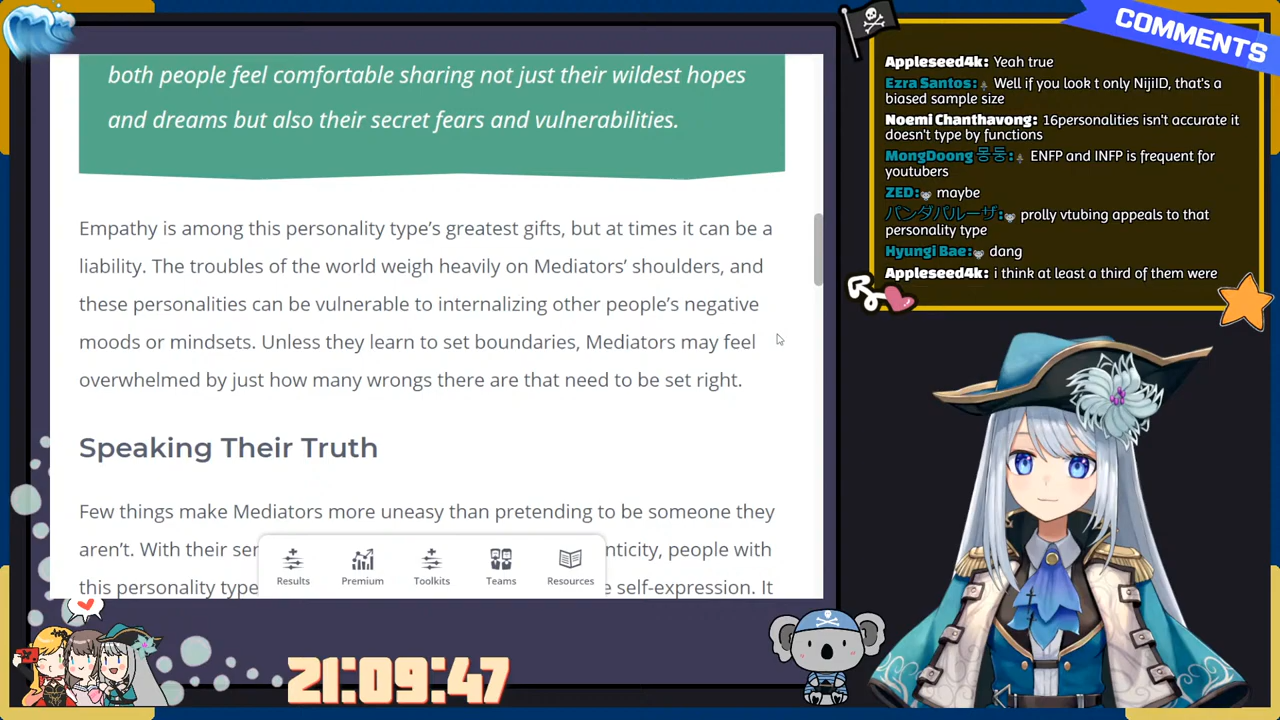 both people feel comfortable sharing not just their wildest hopes
and dreams but also their secret fears and vulnerabilities.
Empathy is among this personality type's greatest gifts, but at times it can be a
liability. The troubles of the world weigh heavily on Mediators' shoulders, and
these personalities can be vulnerable to internalizing other people's negative
moods or mindsets. Unless they learn to set boundaries, Mediators may feel
overwhelmed by just how many wrongs there are that need to be set right.
Speaking Their Truth
Few things make Mediators more uneasy than pretending to be someone they
aren't. With their ser nticity, people with
this personality type e self-expression. It
Results Premium Toolkits Teams Resources
21:09:47
COMMENTS
Appleseed4k: Yeah true
Ezra Santos: Well if you look t only NijiID, that's a
biased sample size
Noemi Chanthavong: 16personalities isn't accurate it
doesn't type by functions
MongDoong 몽둥: ENFP and INFP is frequent for
youtubers
ZED: maybe
パンダパルーザ: prolly vtubing appeals to that
personality type
Hyungi Bae: dang
Appleseed4k: i think at least a third of them were